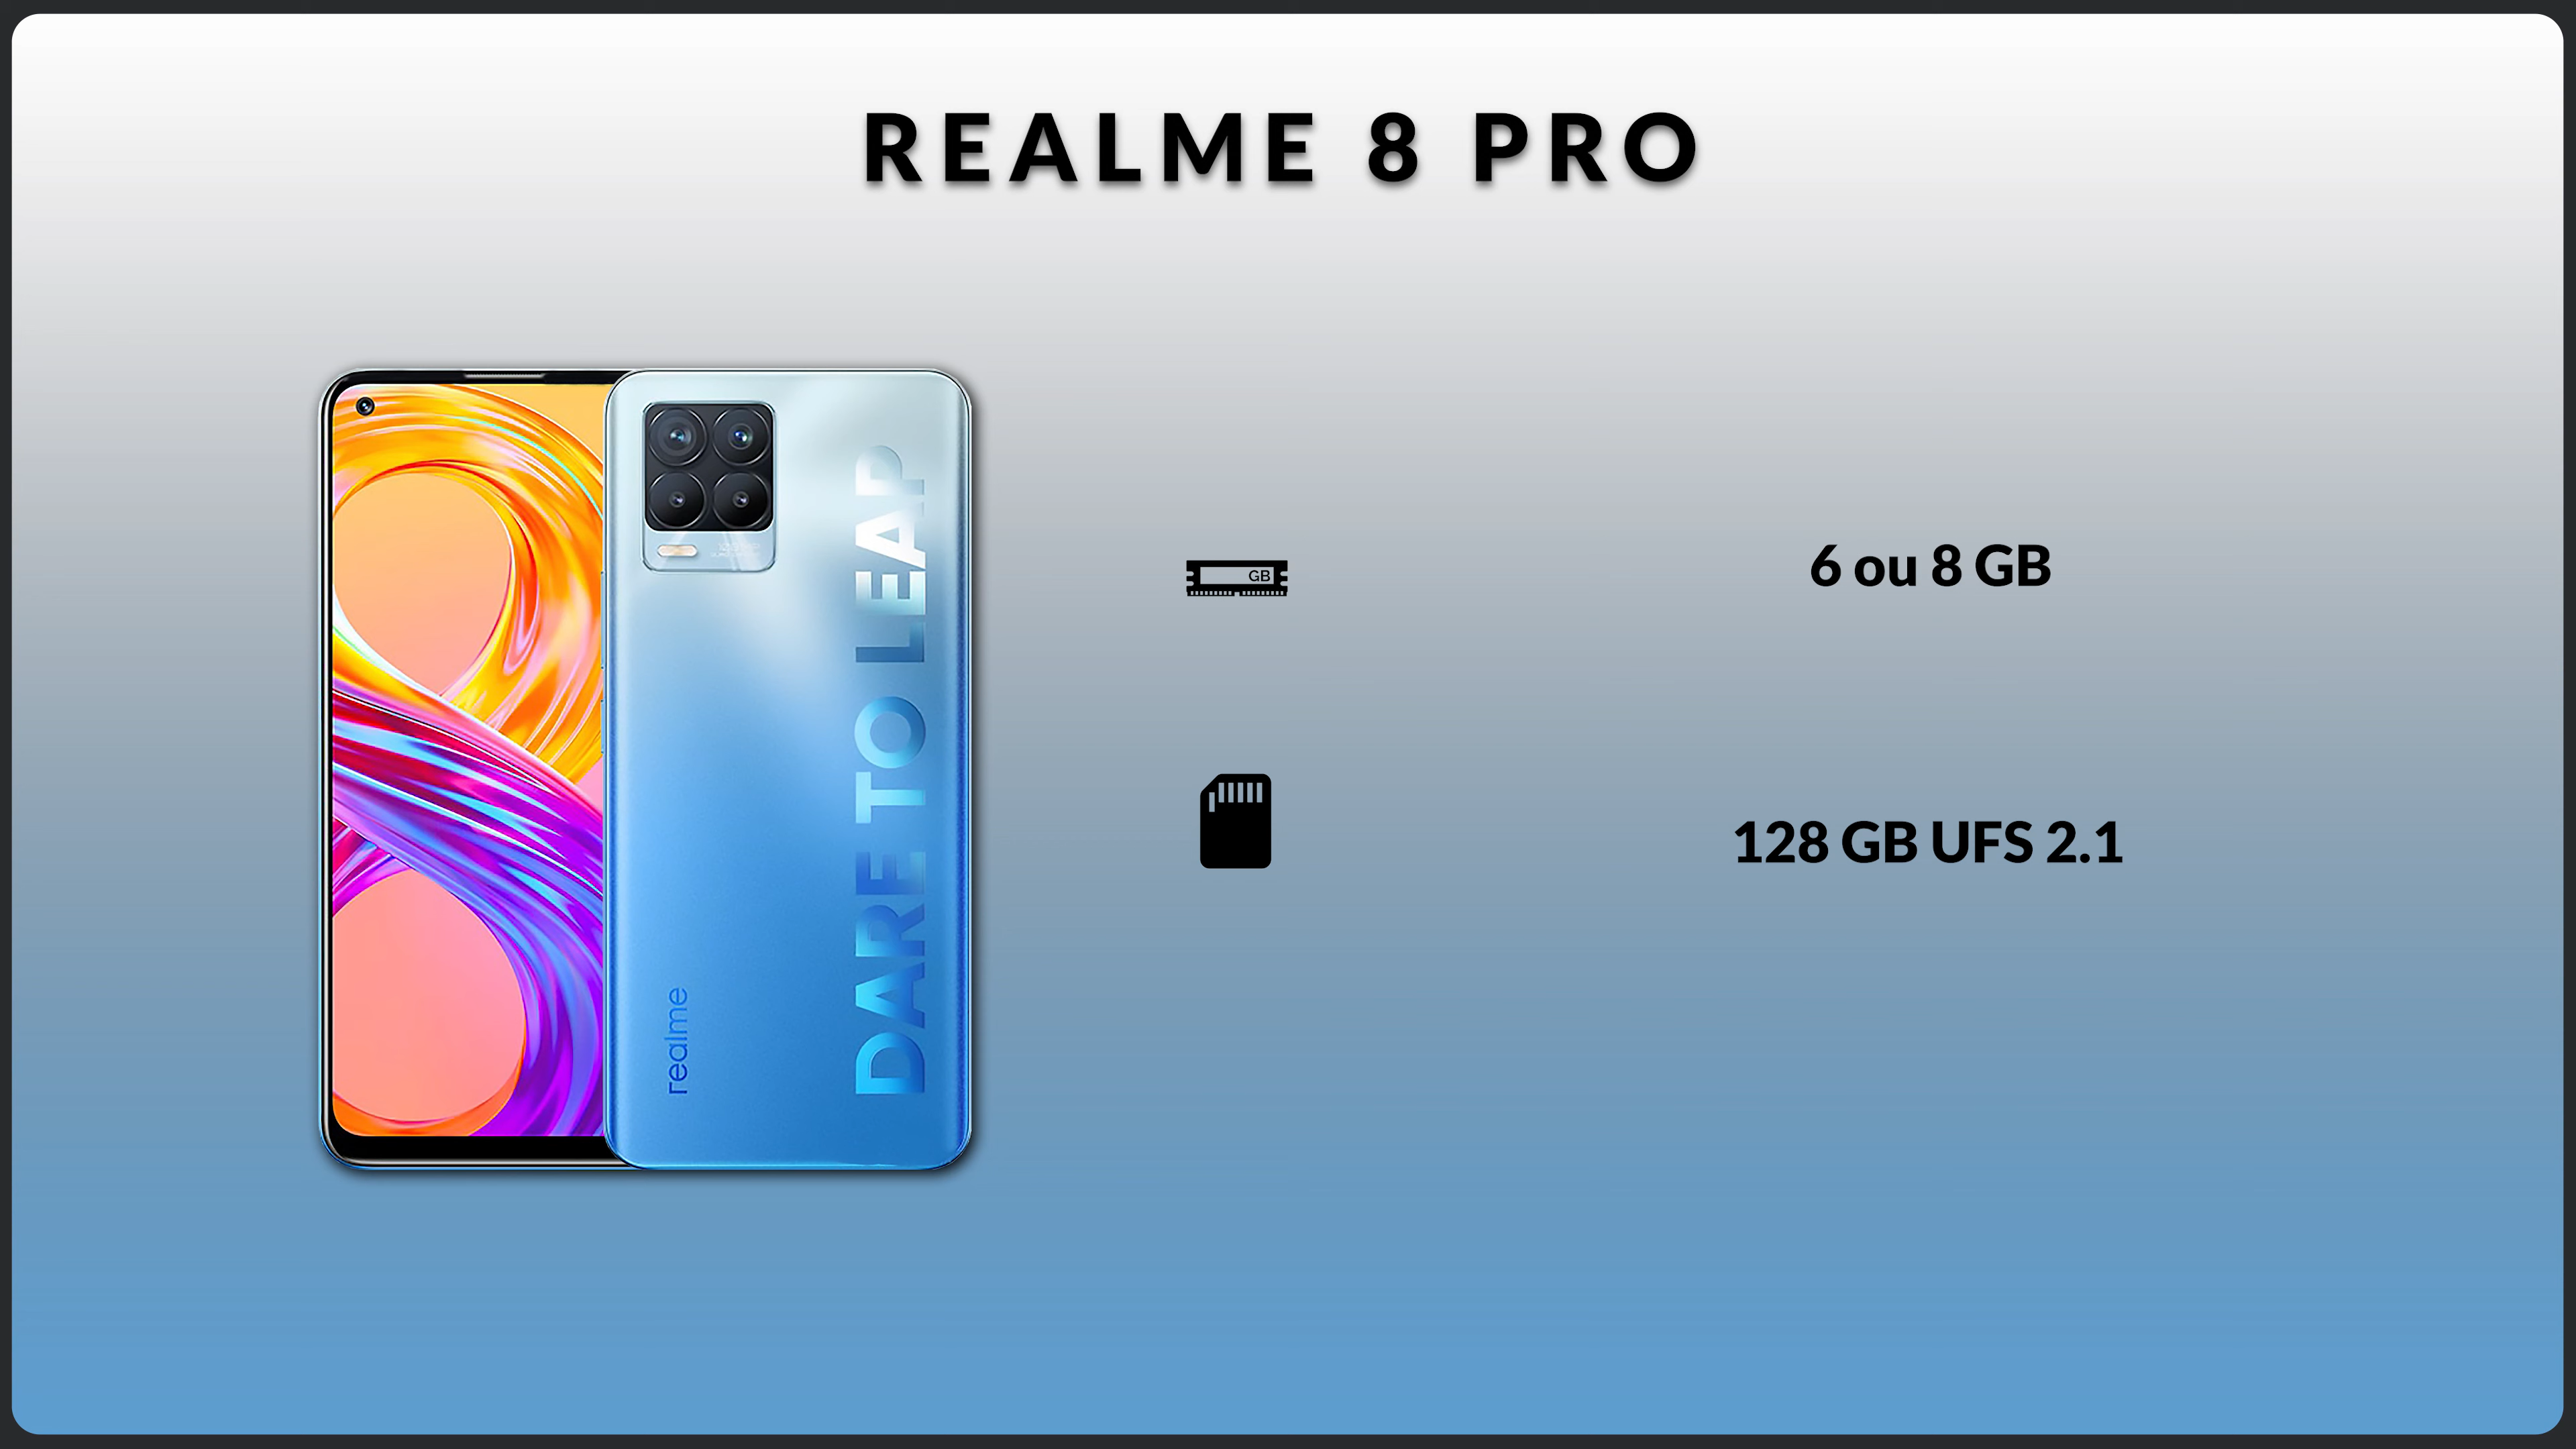 REALME 8 PRO
DARE TO LEAP
realme
GB
6 ou 8 GB
128 GB UFS 2.1